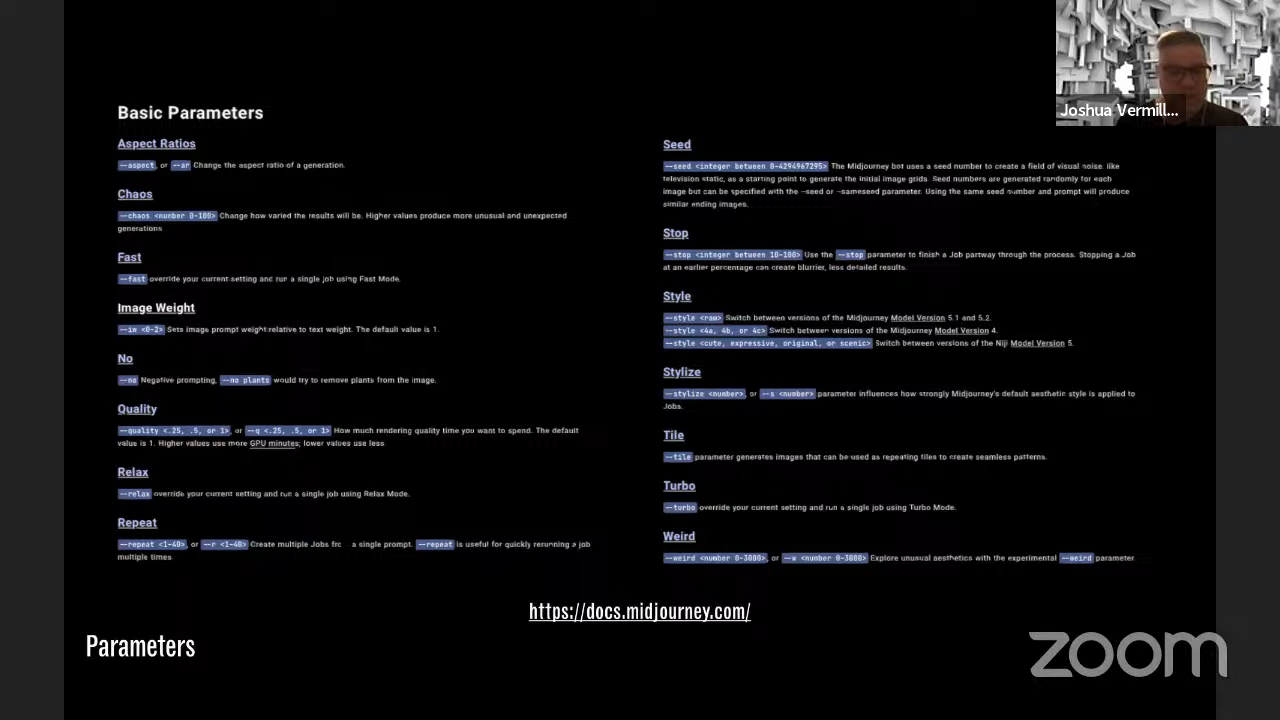 Joshua Vermill...
Basic Parameters
Aspect Ratios
--aspect, or --ar Change the aspect ratio of a generation.
Chaos
--chaos <number 0-100> Change how varied the results will be. Higher values produce more unusual and unexpected
generations
Fast
--fast override your current setting and run a single job using Fast Mode.
Image Weight
--iw <0-2> Sets image prompt weight relative to text weight. The default value is 1.
No
--no Negative prompting, --no plants would try to remove plants from the image.
Quality
--quality <.25, .5, or 1>, or --q <.25, .5, or 1> How much rendering quality time you want to spend. The default
value is 1. Higher values use more GPU minutes; lower values use less
Relax
--relax override your current setting and run a single job using Relax Mode.
Repeat
--repeat <1-40>, or --r <1-40> Create multiple Jobs fro a single prompt. --repeat is useful for quickly rerunning a job
multiple times
Seed
--seed <integer between 0-4294967295> The Midjourney bot uses a seed number to create a field of visual noise, like
television static, as a starting point to generate the initial image grids. Seed numbers are generated randomly for each
image but can be specified with the --seed or --sameseed parameter. Using the same seed number and prompt will produce
similar ending images.
Stop
--stop <integer between 10-100> Use the --stop parameter to finish a Job partway through the process. Stopping a Job
at an earlier percentage can create blurrier, less detailed results.
Style
--style <raw> Switch between versions of the Midjourney Model Version 5.1 and 5.2.
--style <4a, 4b, or 4c> Switch between versions of the Midjourney Model Version 4.
--style <cute, expressive, original, or scenic> Switch between versions of the Niji Model Version 5.
Stylize
--stylize <number>, or --s <number> parameter influences how strongly Midjourney's default aesthetic style is applied to
Jobs.
Tile
--tile parameter generates images that can be used as repeating tiles to create seamless patterns.
Turbo
--turbo override your current setting and run a single job using Turbo Mode.
Weird
--weird <number 0-3000>, or --w <number 0-3000> Explore unusual aesthetics with the experimental --weird parameter
https://docs.midjourney.com/
Parameters
zoom